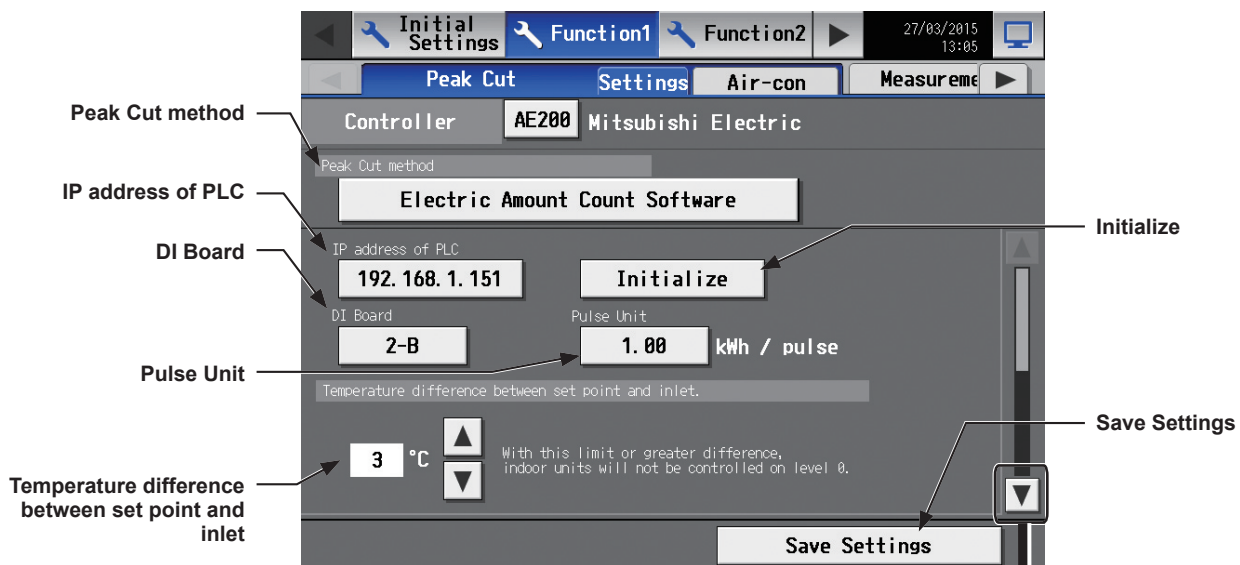 Initial
Settings
Function1
Function2
27/03/2015
13:05
Peak Cut
Settings
Air-con
Measureme
Controller
AE200
Mitsubishi Electric
Peak Cut method
Peak Cut method
Electric Amount Count Software
IP address of PLC
IP address of PLC
192.168.1.151
Initialize
Initialize
DI Board
DI Board
2-B
Pulse Unit
Pulse Unit
1.00
kWh / pulse
Temperature difference between set point and inlet.
3
°C
With this limit or greater difference,
indoor units will not be controlled on level 0.
Temperature difference
between set point and
inlet
Save Settings
Save Settings